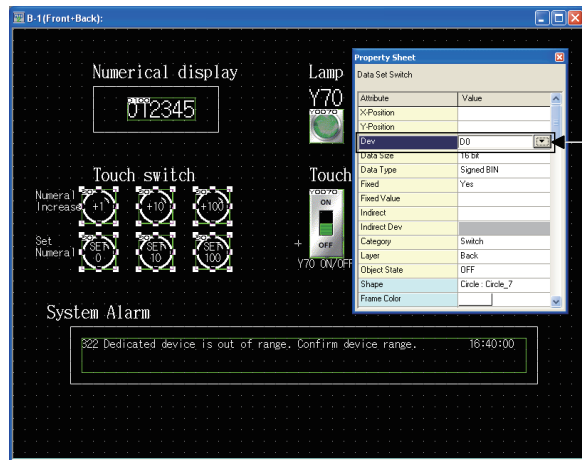 B-1(Front+Back):
Numerical display
012345
Lamp
Y70
Y0070
Touch switch
Touch
Numeral
Increase
+1
+10
+100
Y0070
ON
OFF
Set
Numeral
SET
0
SET
10
SET
100
+
Y70 ON/OFF
System Alarm
322 Dedicated device is out of range. Confirm device range. 16:40:00
Property Sheet
Data Set Switch
Attribute Value
X-Position
Y-Position
Dev D0
Data Size 16 bit
Data Type Signed BIN
Fixed Yes
Fixed Value
Indirect
Indirect Dev
Category Switch
Layer Back
Object State OFF
Shape Circle : Circle_7
Frame Color